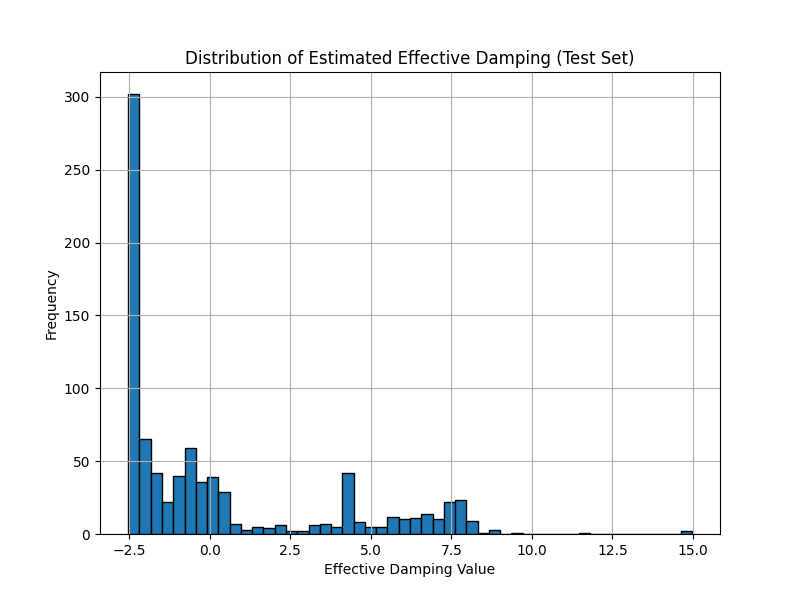 Distribution of Estimated Effective Damping (Test Set)
300
250
200
150
100
50
0
Frequency
−2.5 0.0 2.5 5.0 7.5 10.0 12.5 15.0
Effective Damping Value